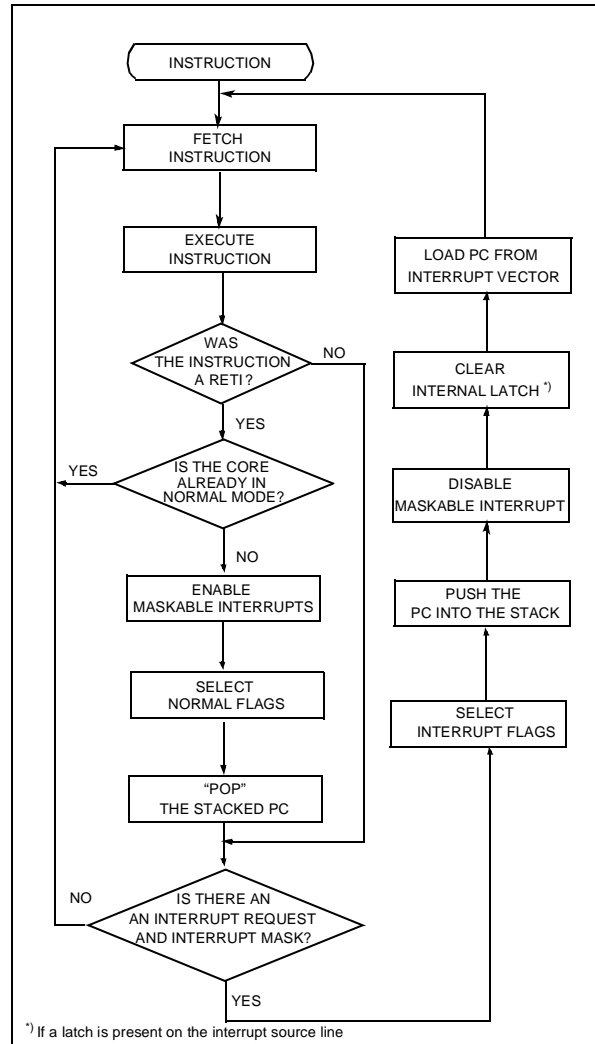 INSTRUCTION
FETCH
INSTRUCTION
EXECUTE
INSTRUCTION
WAS
THE INSTRUCTION
A RETI ?
NO
YES
IS THE CORE
ALREADY IN
NORMAL MODE?
YES
NO
ENABLE
MASKABLE INTERRUPTS
SELECT
NORMAL FLAGS
“POP”
THE STACKED PC
IS THERE AN
AN INTERRUPT REQUEST
AND INTERRUPT MASK?
NO
YES
SELECT
INTERRUPT FLAGS
PUSH THE
PC INTO THE STACK
DISABLE
MASKABLE INTERRUPT
CLEAR
INTERNAL LATCH *)
LOAD PC FROM
INTERRUPT VECTOR
*) If a latch is present on the interrupt source line